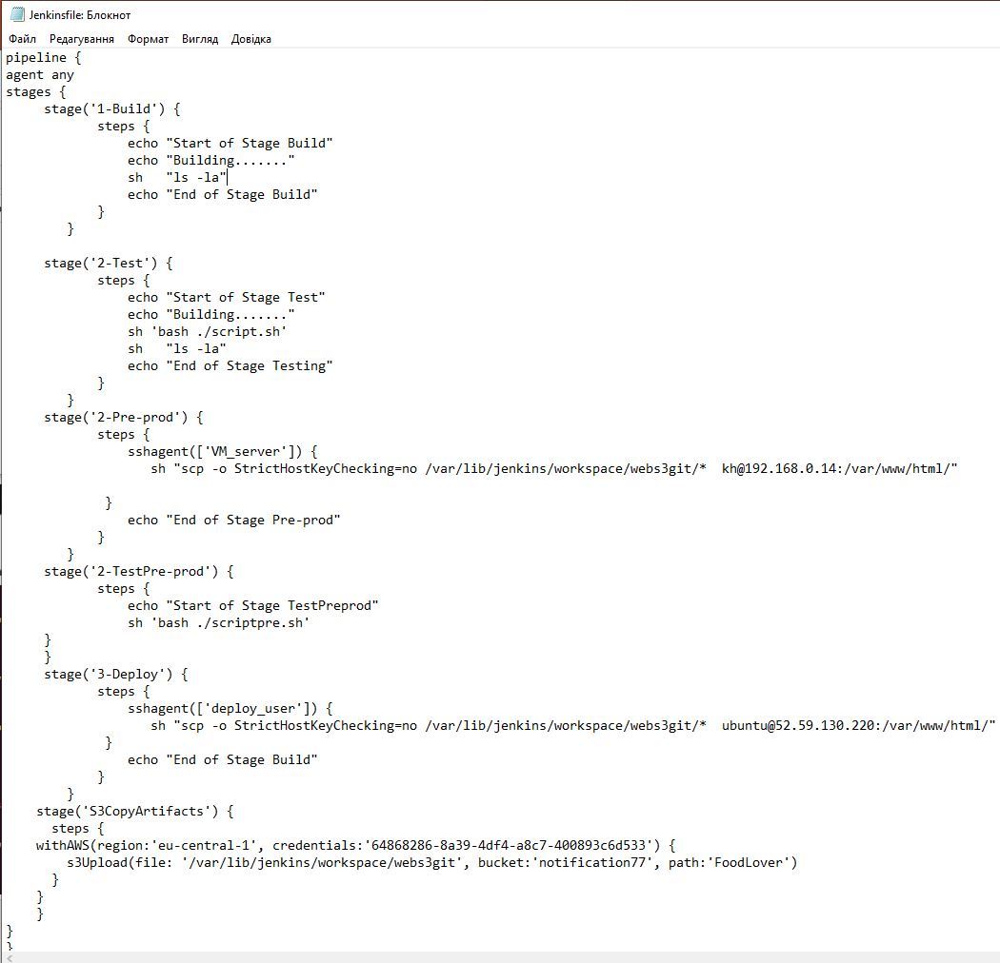 Jenkinsfile: Блокнот
Файл Редагування Формат Вигляд Довідка
pipeline {
agent any
stages {
     stage('1-Build') {
            steps {
                echo "Start of Stage Build"
                echo "Building......."
                sh   "ls -la"
                echo "End of Stage Build"
            }
        }

     stage('2-Test') {
            steps {
                echo "Start of Stage Test"
                echo "Building......."
                sh 'bash ./script.sh'
                sh   "ls -la"
                echo "End of Stage Testing"
            }
        }
     stage('2-Pre-prod') {
            steps {
                sshagent(['VM_server']) {
                   sh "scp -o StrictHostKeyChecking=no /var/lib/jenkins/workspace/webs3git/*  kh@192.168.0.14:/var/www/html/"

             }
                echo "End of Stage Pre-prod"
            }
        }
     stage('2-TestPre-prod') {
            steps {
                echo "Start of Stage TestPreprod"
                sh 'bash ./scriptpre.sh'
     }
     }
     stage('3-Deploy') {
            steps {
                sshagent(['deploy_user']) {
                   sh "scp -o StrictHostKeyChecking=no /var/lib/jenkins/workspace/webs3git/*  ubuntu@52.59.130.220:/var/www/html/"
             }
                echo "End of Stage Build"
            }
        }
    stage('S3CopyArtifacts') {
      steps {
    withAWS(region:'eu-central-1', credentials:'64868286-8a39-4df4-a8c7-400893c6d533') {
        s3Upload(file: '/var/lib/jenkins/workspace/webs3git', bucket:'notification77', path:'FoodLover')
      }
    }
    }
}
}